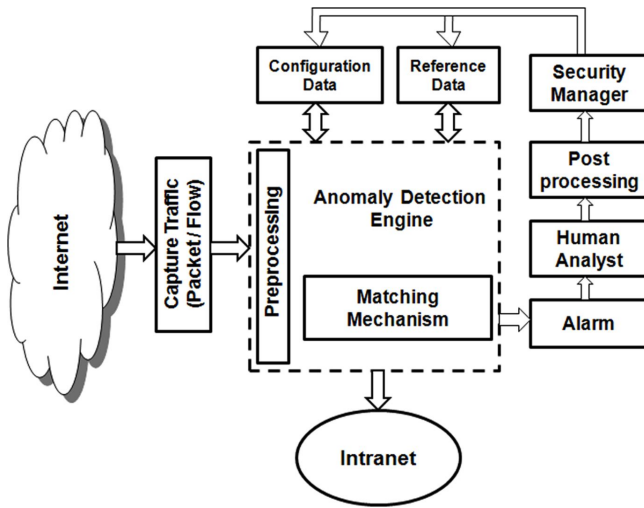 Configuration
Data
Reference
Data
Security
Manager
Internet
Capture Traffic
(Packet / Flow)
Preprocessing
Anomaly Detection
Engine
Matching
Mechanism
Post
processing
Human
Analyst
Alarm
Intranet